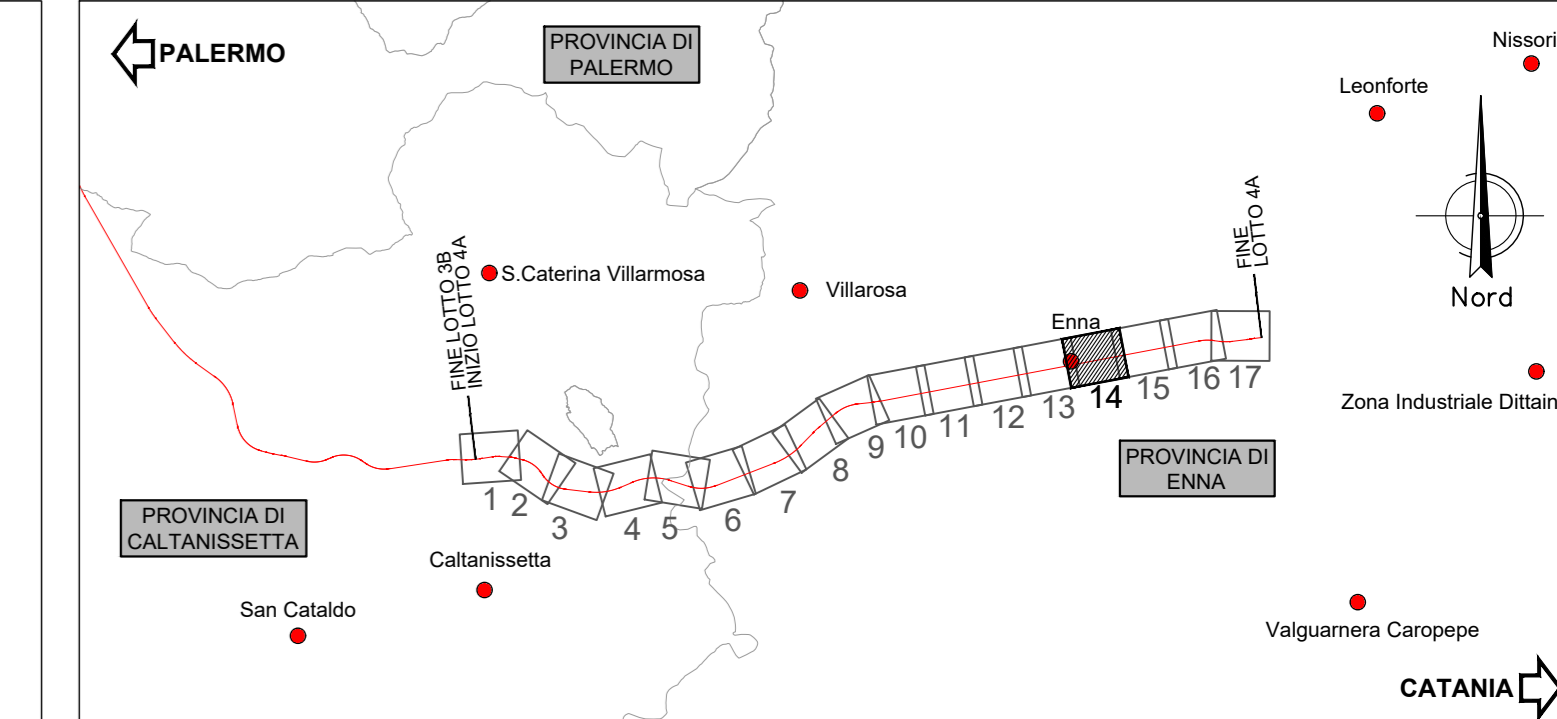 PALERMO
PROVINCIA DI
PALERMO
Nissori
Leonforte
FINE
LOTTO 4A
FINE LOTTO 3B
INIZIO LOTTO 4A
S.Caterina Villarmosa
Villarosa
Nord
Enna
1
2
3
4
5
6
7
8
9
10
11
12
13
14
15
16
17
Zona Industriale Dittain
PROVINCIA DI
ENNA
PROVINCIA DI
CALTANISSETTA
Caltanissetta
San Cataldo
Valguarnera Caropepe
CATANIA